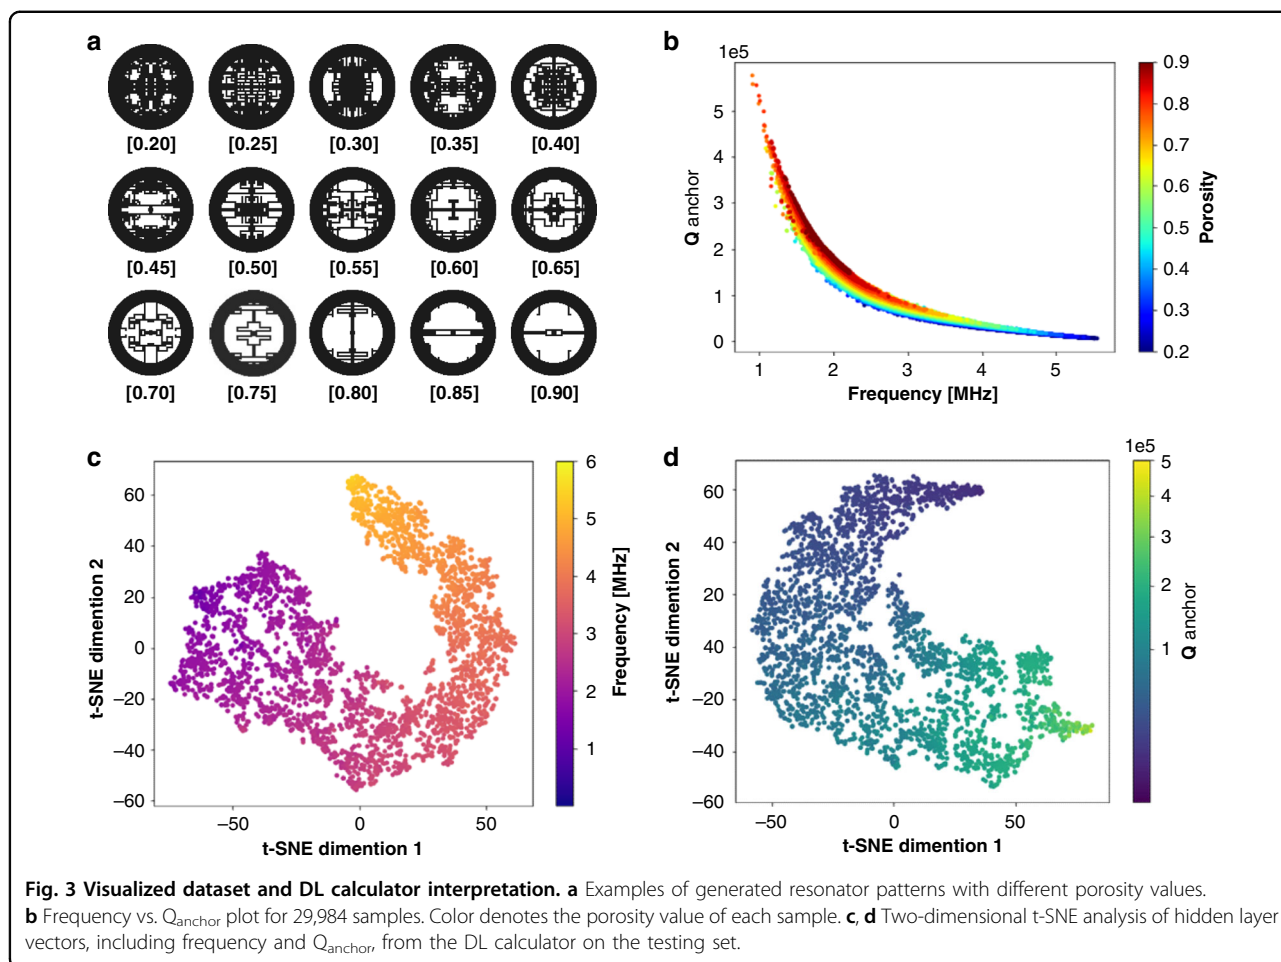 a
[0.20] [0.25] [0.30] [0.35] [0.40]
[0.45] [0.50] [0.55] [0.60] [0.65]
[0.70] [0.75] [0.80] [0.85] [0.90]
b
1e5
5
4
3
2
1
0
Q anchor
1 2 3 4 5
Frequency [MHz]
0.9
0.8
0.7
0.6
0.5
0.4
0.3
0.2
Porosity
c
60
40
20
0
–20
–40
–60
t-SNE dimention 2
–50 0 50
t-SNE dimention 1
6
5
4
3
2
1
Frequency [MHz]
d
60
40
20
40
–20
–40
–60
t-SNE dimention 2
–50 0 50
t-SNE dimention 1
1e5
5
4
3
2
1
Q anchor
Fig. 3 Visualized dataset and DL calculator interpretation. a Examples of generated resonator patterns with different porosity values.
b Frequency vs. Qanchor plot for 29,984 samples. Color denotes the porosity value of each sample. c, d Two-dimensional t-SNE analysis of hidden layer
vectors, including frequency and Qanchor, from the DL calculator on the testing set.